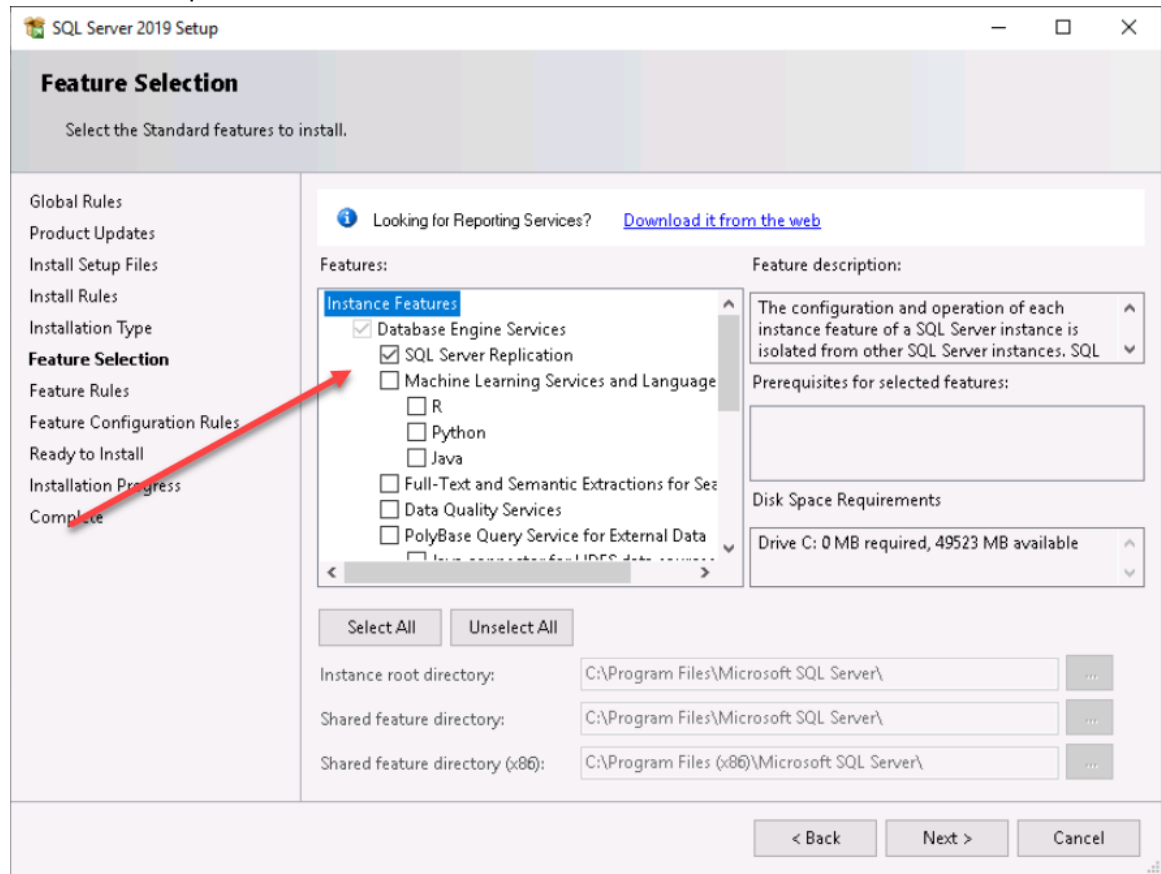 SQL Server 2019 Setup
Feature Selection
Select the Standard features to install.
Global Rules
Product Updates
Install Setup Files
Install Rules
Installation Type
Feature Selection
Feature Rules
Feature Configuration Rules
Ready to Install
Installation Progress
Complete
Looking for Reporting Services? Download it from the web
Features:
Instance Features
Database Engine Services
SQL Server Replication
Machine Learning Services and Language
R
Python
Java
Full-Text and Semantic Extractions for Sea
Data Quality Services
PolyBase Query Service for External Data
Feature description:
The configuration and operation of each
instance feature of a SQL Server instance is
isolated from other SQL Server instances. SQL
Prerequisites for selected features:
Disk Space Requirements
Drive C: 0 MB required, 49523 MB available
Select All Unselect All
Instance root directory: C:\Program Files\Microsoft SQL Server\ ...
Shared feature directory: C:\Program Files\Microsoft SQL Server\ ...
Shared feature directory (x86): C:\Program Files (x86)\Microsoft SQL Server\ ...
< Back Next > Cancel